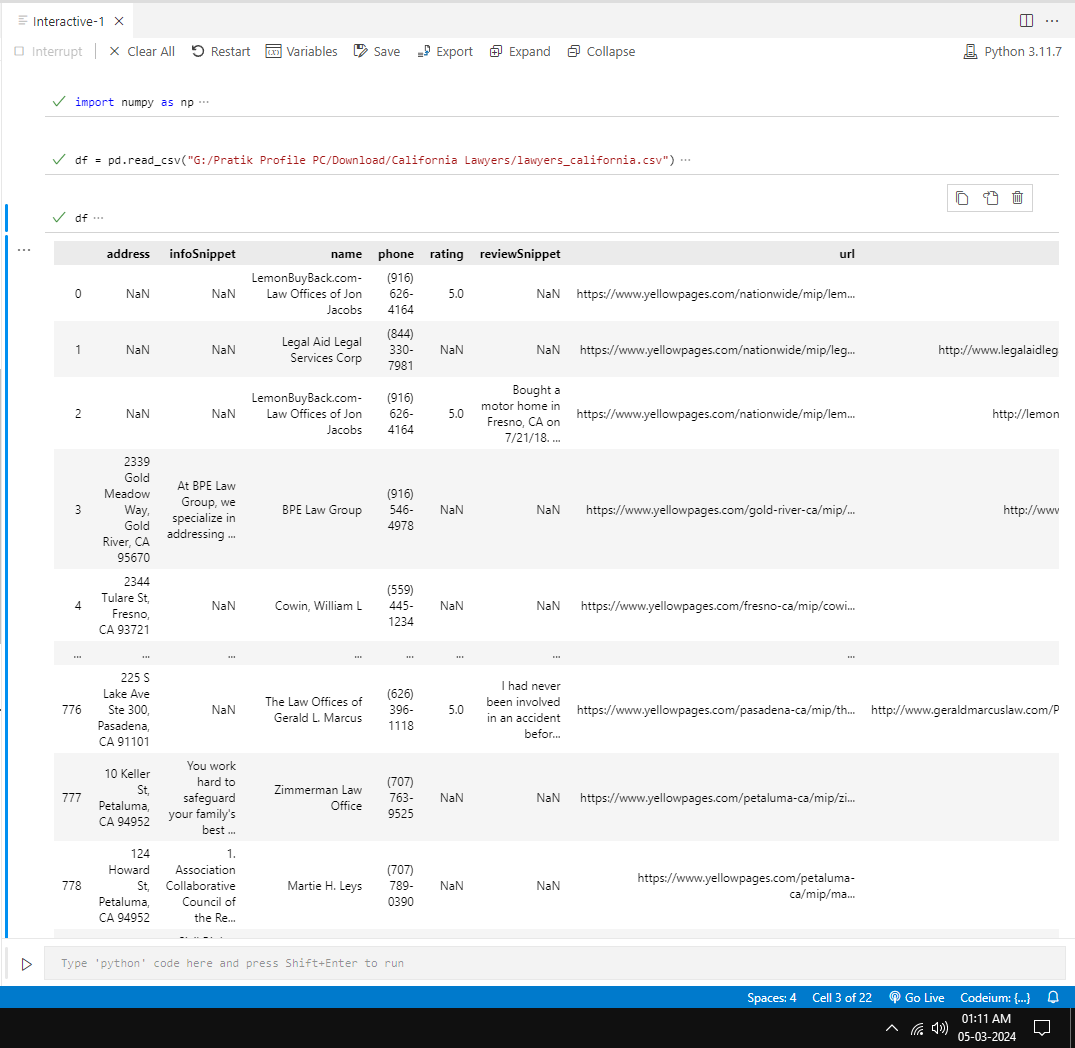 Interactive-1
Interrupt Clear All Restart Variables Save Export Expand Collapse Python 3.11.7
import numpy as np ...
df = pd.read_csv("G:/Pratik Profile PC/Download/California Lawyers/lawyers_california.csv") ...
df ...
address infoSnippet name phone rating reviewSnippet url
0 NaN NaN LemonBuyBack.com- (916) 5.0 NaN https://www.yellowpages.com/nationwide/mip/lem...
Law Offices of Jon 626-
Jacobs 4164
1 NaN NaN Legal Aid Legal (844) NaN NaN https://www.yellowpages.com/nationwide/mip/leg... http://www.legalaidleg
Services Corp 330-
7981
2 NaN NaN LemonBuyBack.com- (916) 5.0 Bought a https://www.yellowpages.com/nationwide/mip/lem... http://lemon
Law Offices of Jon 626- motor home in
Jacobs 4164 Fresno, CA on
7/21/18. ...
3 2339 At BPE Law BPE Law Group (916) NaN NaN https://www.yellowpages.com/gold-river-ca/mip/... http://www
Gold Group, we 546-
Meadow specialize in 4978
Way, addressing ...
Gold
River, CA
95670
4 2344 NaN Cowin, William L (559) NaN NaN https://www.yellowpages.com/fresno-ca/mip/cowi...
Tulare St, 445-
Fresno, 1234
CA 93721
... ... ... ... ... ... ... ...
776 225 S NaN The Law Offices of (626) 5.0 I had never https://www.yellowpages.com/pasadena-ca/mip/th... http://www.geraldmarcuslaw.com/P
Lake Ave Gerald L. Marcus 396- been involved
Ste 300, 1118 in an accident
Pasadena, befor...
CA 91101
777 10 Keller You work Zimmerman Law (707) NaN NaN https://www.yellowpages.com/petaluma-ca/mip/zi...
St, hard to Office 763-
Petaluma, safeguard 9525
CA 94952 your family's
best ...
778 124 1. Martie H. Leys (707) NaN NaN https://www.yellowpages.com/petaluma-
Howard Association 789- ca/mip/ma...
St, Collaborative 0390
Petaluma, Council of
CA 94952 the Re...
Type 'python' code here and press Shift+Enter to run
Spaces: 4 Cell 3 of 22 Go Live Codeium: {...}
01:11 AM
05-03-2024